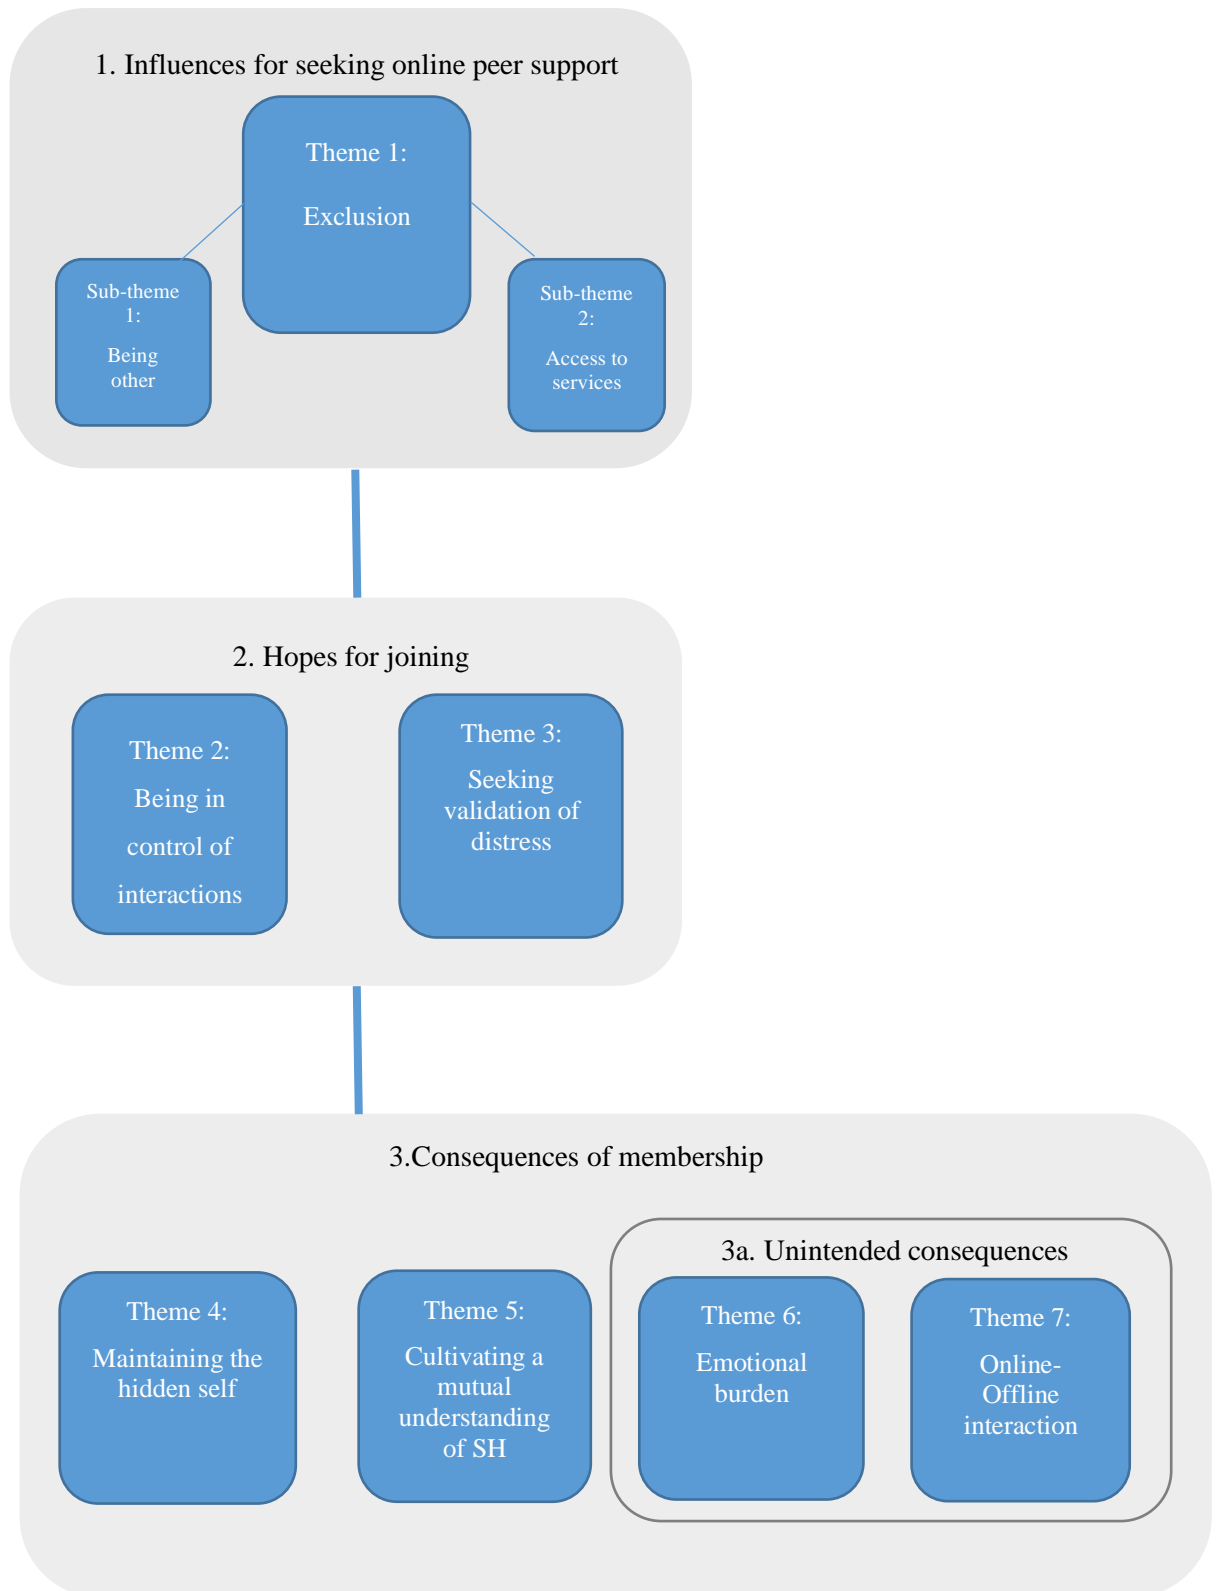 1. Influences for seeking online peer support
Theme 1:
Exclusion
Sub-theme
1:
Being
other
Sub-theme
2:
Access to
services
2. Hopes for joining
Theme 2:
Being in
control of
interactions
Theme 3:
Seeking
validation of
distress
3.Consequences of membership
Theme 4:
Maintaining the
hidden self
Theme 5:
Cultivating a
mutual
understanding
of SH
3a. Unintended consequences
Theme 6:
Emotional
burden
Theme 7:
Online-
Offline
interaction